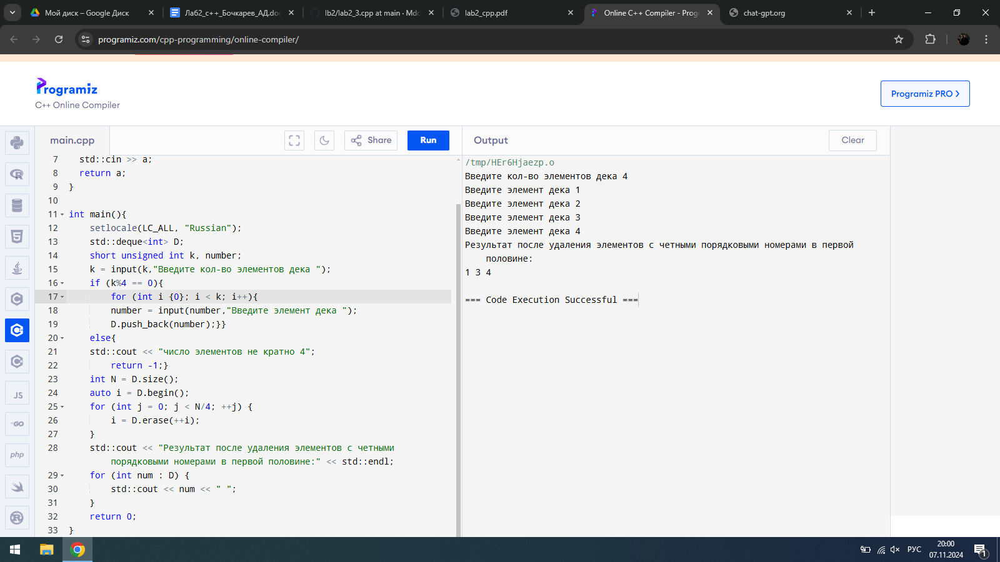 Мой диск – Google Диск
Лаб2_с++_Бочкарев_АД.do
lb2/lab2_3.cpp at main · Mdc
lab2_cpp.pdf
Online C++ Compiler - Prog
chat-gpt.org
programiz.com/cpp-programming/online-compiler/
Programiz
C++ Online Compiler
Programiz PRO >
main.cpp
Share
Run
Output
Clear
7 std::cin >> a;
8 return a;
9 }
10
11 int main(){
12 setlocale(LC_ALL, "Russian");
13 std::deque<int> D;
14 short unsigned int k, number;
15 k = input(k,"Введите кол-во элементов дека ");
16 if (k%4 == 0){
17 for (int i {0}; i < k; i++){
18 number = input(number,"Введите элемент дека ");
19 D.push_back(number);}}
20 else{
21 std::cout << "число элементов не кратно 4";
22 return -1;}
23 int N = D.size();
24 auto i = D.begin();
25 for (int j = 0; j < N/4; ++j) {
26 i = D.erase(++i);
27 }
28 std::cout << "Результат после удаления элементов с четными
порядковыми номерами в первой половине:" << std::endl;
29 for (int num : D) {
30 std::cout << num << " ";
31 }
32 return 0;
33 }
/tmp/HEr6Hjaezp.o
Введите кол-во элементов дека 4
Введите элемент дека 1
Введите элемент дека 2
Введите элемент дека 3
Введите элемент дека 4
Результат после удаления элементов с четными порядковыми номерами в первой
половине:
1 3 4
=== Code Execution Successful ===
JS
GO
php
РУС
20:00
07.11.2024
1